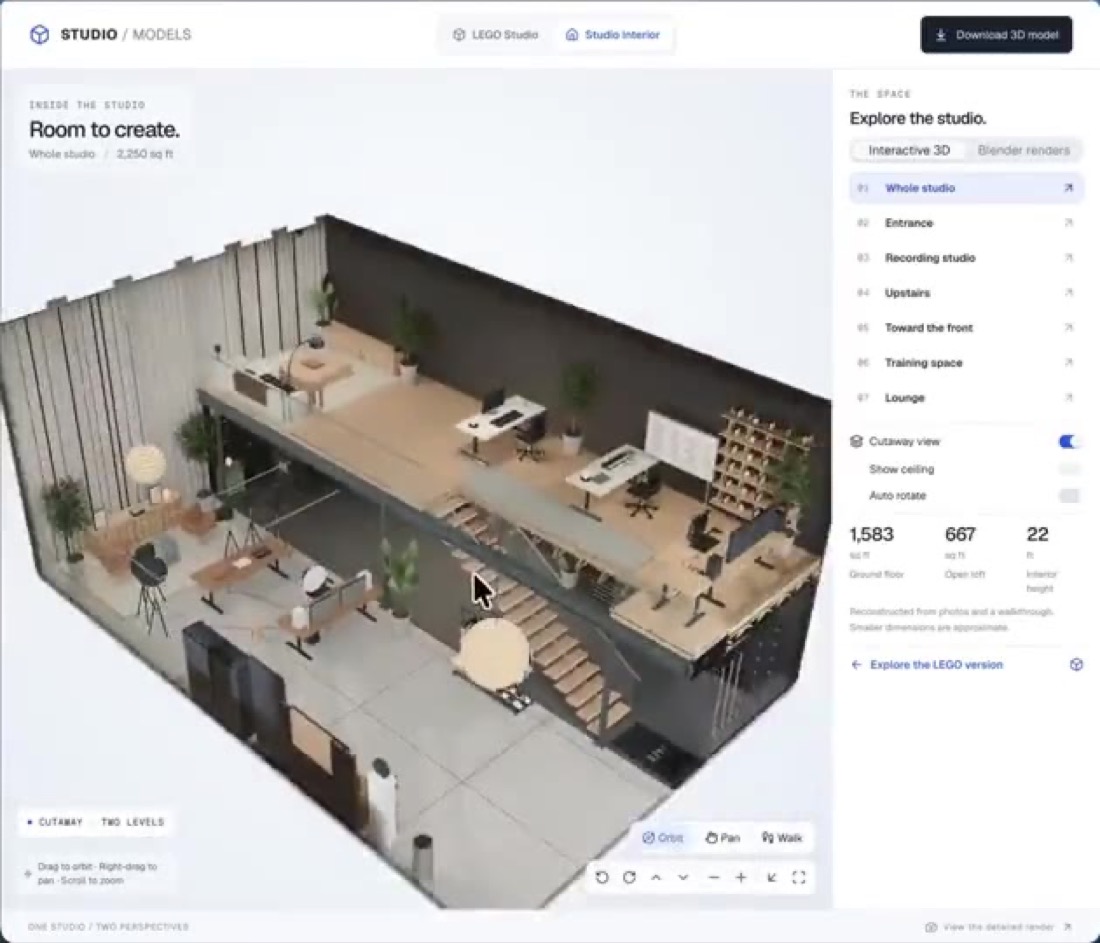 STUDIO / MODELS
LEGO Studio
Studio Interior
Download 3D model
INSIDE THE STUDIO
Room to create.
Whole studio / 2,250 sq ft
THE SPACE
Explore the studio.
Interactive 3D
Blender renders
01 Whole studio
02 Entrance
03 Recording studio
04 Upstairs
05 Toward the front
06 Training space
07 Lounge
Cutaway view
Show ceiling
Auto rotate
1,583
sq ft
Ground floor
667
sq ft
Open loft
22
ft
Interior
height
Reconstructed from photos and a walkthrough.
Smaller dimensions are approximate.
Explore the LEGO version
CUTAWAY TWO LEVELS
Drag to orbit · Right-drag to
pan · Scroll to zoom
Orbit
Pan
Walk
ONE STUDIO / TWO PERSPECTIVES
View the detailed render